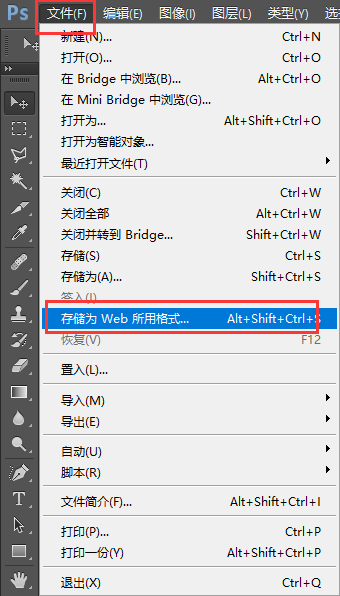 Ps 文件(F) 编辑(E) 图像(I) 图层(L) 类型(Y)
新建(N)... Ctrl+N
打开(O)... Ctrl+O
在 Bridge 中浏览(B)... Alt+Ctrl+O
在 Mini Bridge 中浏览(G)...
打开为... Alt+Shift+Ctrl+O
打开为智能对象...
最近打开文件(T)
关闭(C) Ctrl+W
关闭全部 Alt+Ctrl+W
关闭并转到 Bridge... Shift+Ctrl+W
存储(S) Ctrl+S
存储为(A)... Shift+Ctrl+S
签入(I)...
存储为 Web 所用格式... Alt+Shift+Ctrl+S
恢复(V) F12
置入(L)...
导入(M)
导出(E)
自动(U)
脚本(R)
文件简介(F)... Alt+Shift+Ctrl+I
打印(P)... Ctrl+P
打印一份(Y) Alt+Shift+Ctrl+P
退出(X) Ctrl+Q
T